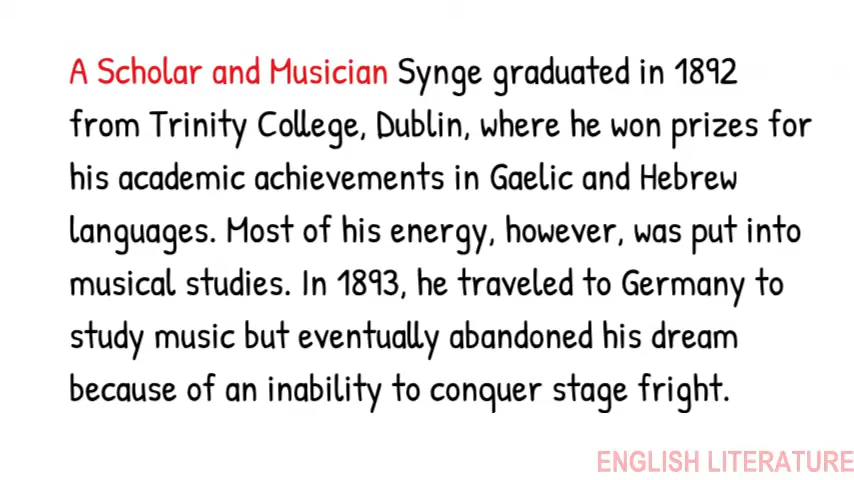 A Scholar and Musician Synge graduated in 1892
from Trinity College, Dublin, where he won prizes for
his academic achievements in Gaelic and Hebrew
languages. Most of his energy, however, was put into
musical studies. In 1893, he traveled to Germany to
study music but eventually abandoned his dream
because of an inability to conquer stage fright.
ENGLISH LITERATURE